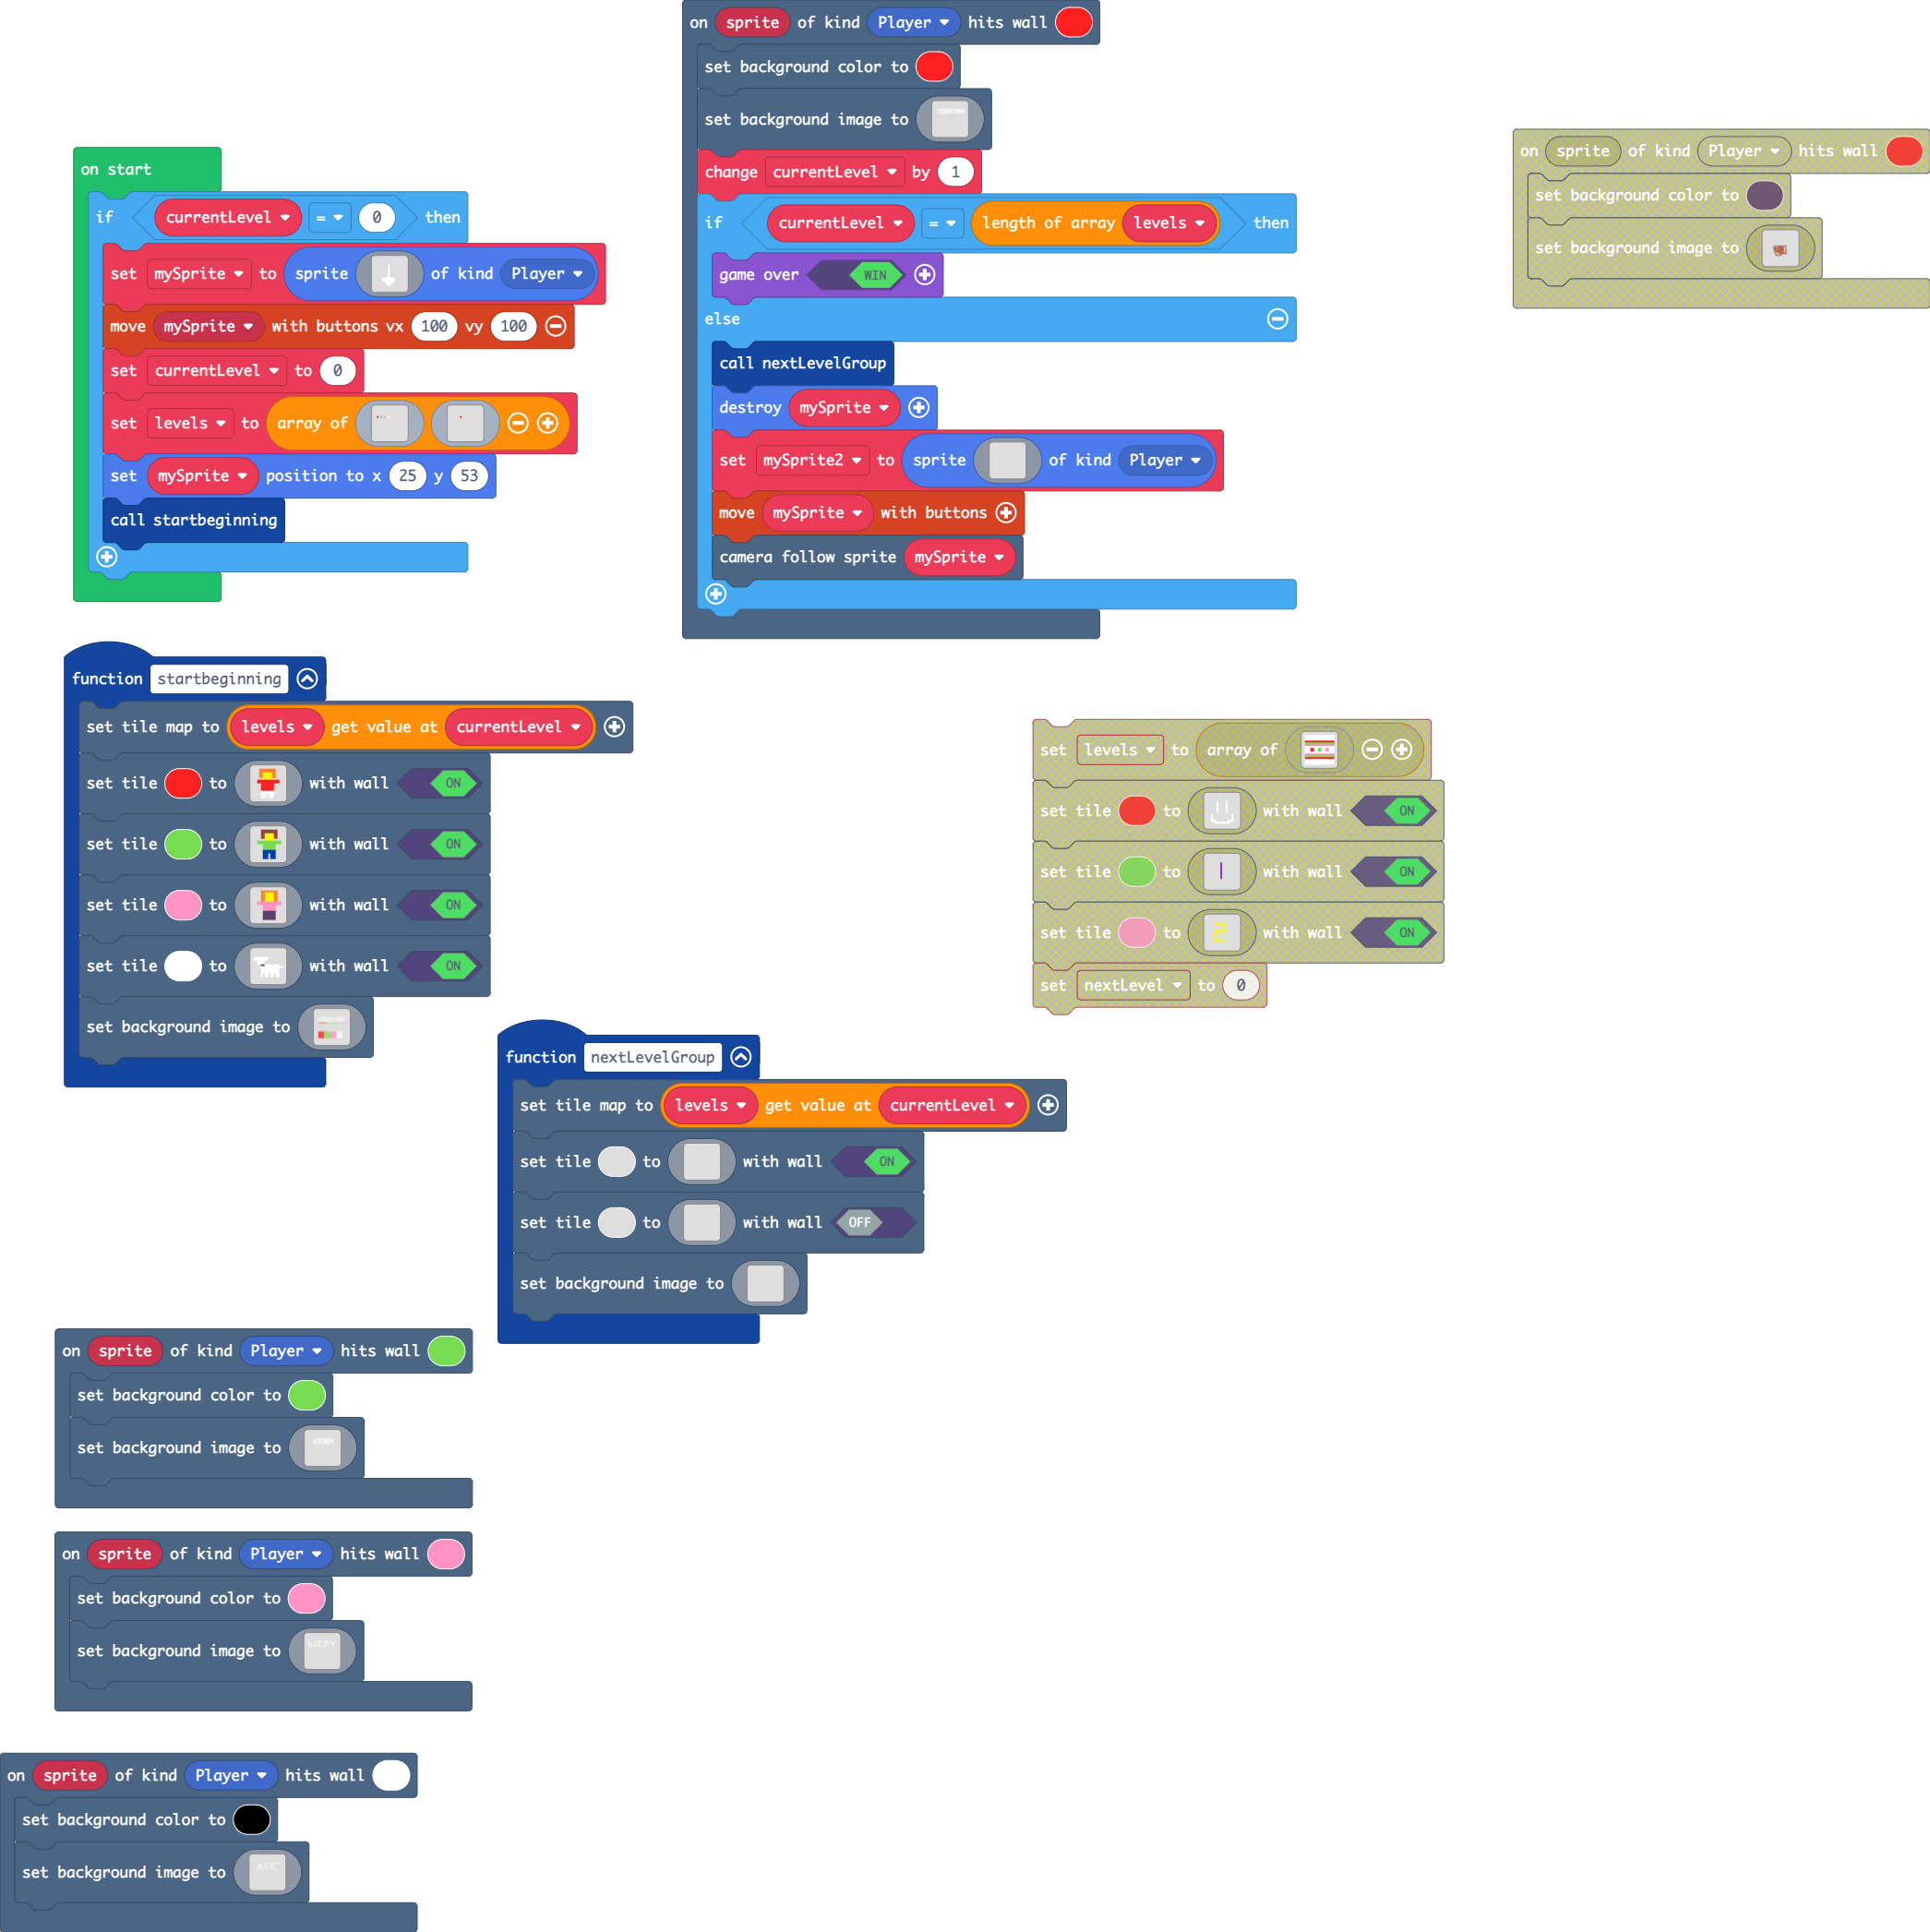 on start
if currentLevel = 0 then
set mySprite to sprite of kind Player
move mySprite with buttons vx 100 vy 100
set currentLevel to 0
set levels to array of
set mySprite position to x 25 y 53
call startbeginning
on sprite of kind Player hits wall
set background color to
set background image to
change currentLevel by 1
if currentLevel = length of array levels then
game over WIN
else
call nextLevelGroup
destroy mySprite
set mySprite2 to sprite of kind Player
move mySprite with buttons
camera follow sprite mySprite
on sprite of kind Player hits wall
set background color to
set background image to
function startbeginning
set tile map to levels get value at currentLevel
set tile to with wall ON
set tile to with wall ON
set tile to with wall ON
set tile to with wall ON
set background image to
set levels to array of
set tile to with wall ON
set tile to with wall ON
set tile to 2 with wall ON
set nextLevel to 0
function nextLevelGroup
set tile map to levels get value at currentLevel
set tile to with wall ON
set tile to with wall OFF
set background image to
on sprite of kind Player hits wall
set background color to
set background image to
on sprite of kind Player hits wall
set background color to
set background image to LIZZY
on sprite of kind Player hits wall
set background color to
set background image to ACE